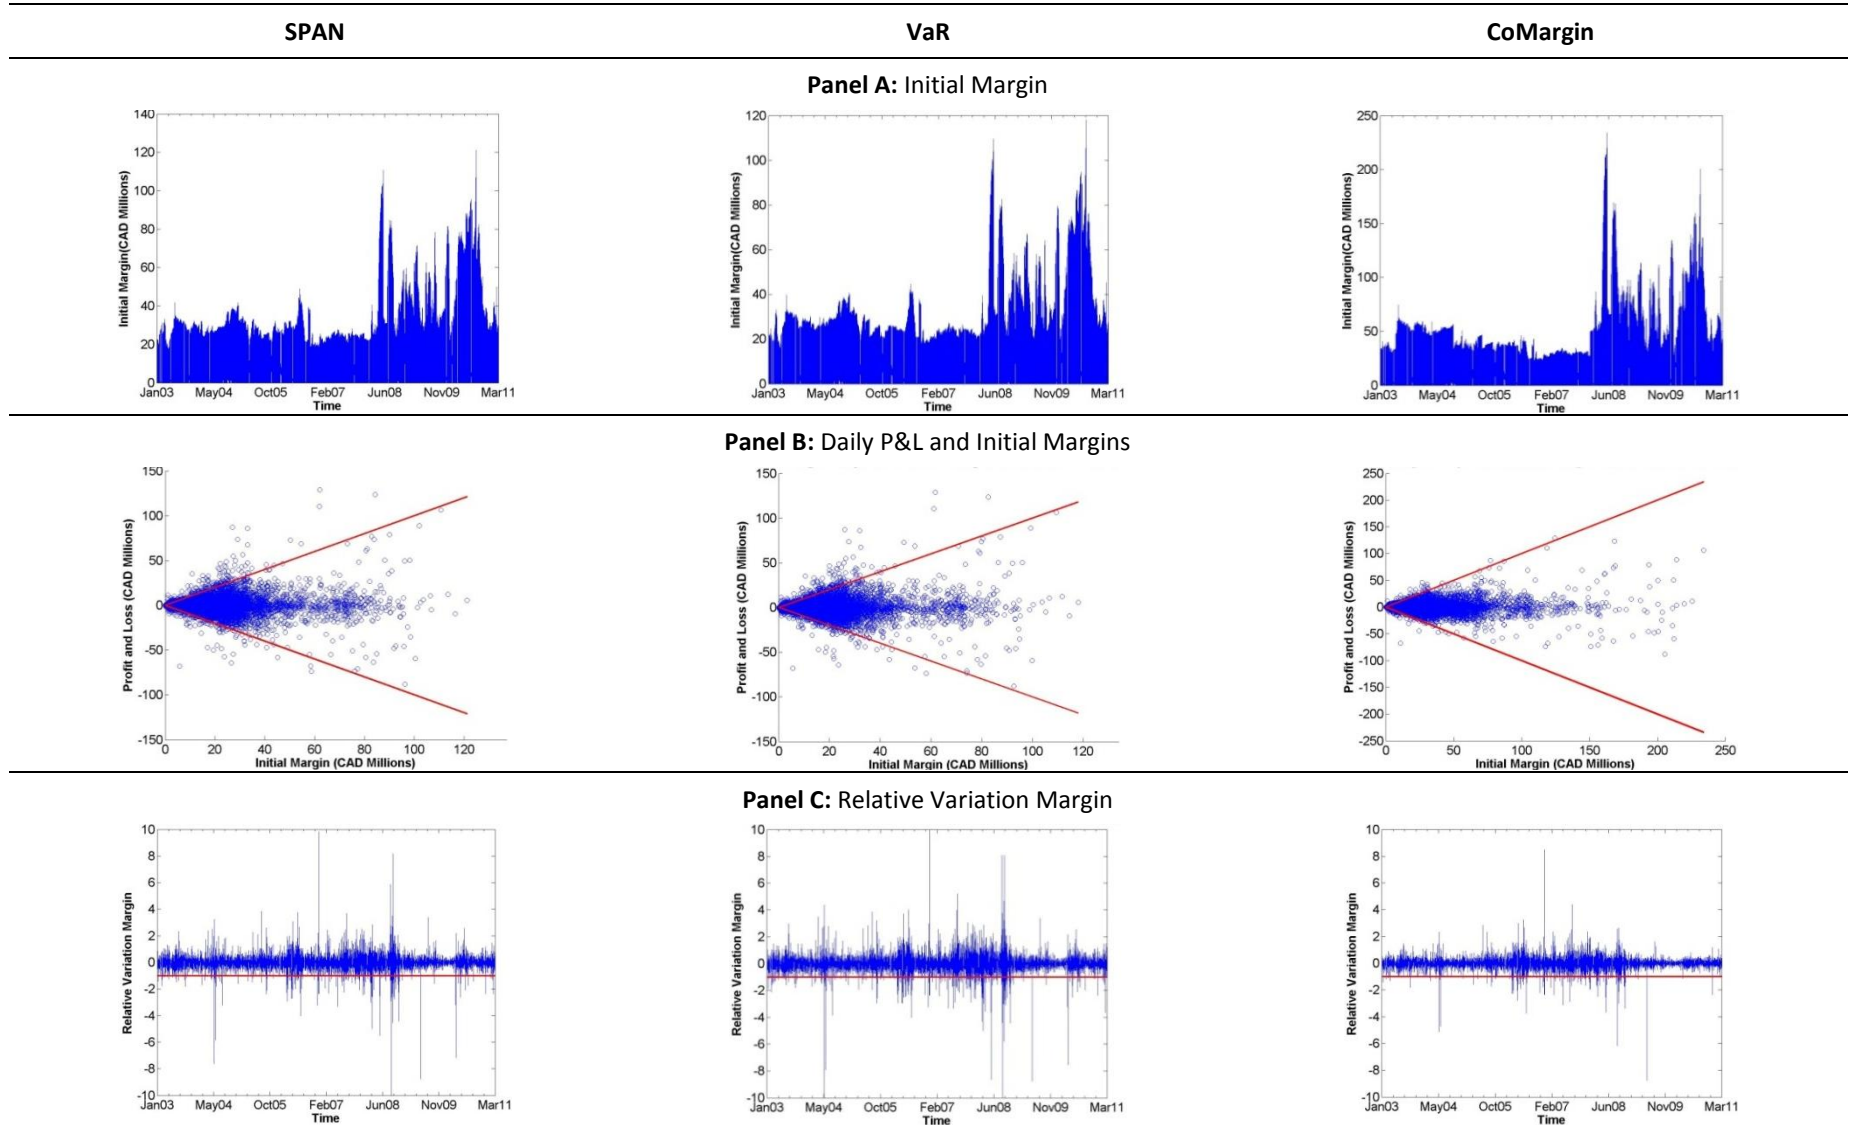 SPAN VaR CoMargin
Panel A: Initial Margin
Initial Margin(CAD Millions)
140
120
100
80
60
40
20
0
Jan03 May04 Oct05 Feb07 Jun08 Nov09 Mar11
Time
Initial Margin(CAD Millions)
120
100
80
60
40
20
0
Jan03 May04 Oct05 Feb07 Jun08 Nov09 Mar11
Time
Initial Margin(CAD Millions)
250
200
150
100
50
0
Jan03 May04 Oct05 Feb07 Jun08 Nov09 Mar11
Time
Panel B: Daily P&L and Initial Margins
Profit and Loss (CAD Millions)
150
100
50
0
-50
-100
-150
0 20 40 60 80 100 120
Initial Margin (CAD Millions)
Profit and Loss (CAD Millions)
150
100
50
0
-50
-100
-150
0 20 40 60 80 100 120
Initial Margin (CAD Millions)
Profit and Loss (CAD Millions)
250
200
150
100
50
0
-50
-100
-150
-200
-250
0 50 100 150 200 250
Initial Margin (CAD Millions)
Panel C: Relative Variation Margin
Relative Variation Margin
10
8
6
4
2
0
-2
-4
-6
-8
-10
Jan03 May04 Oct05 Feb07 Jun08 Nov09 Mar11
Time
Relative Variation Margin
10
8
6
4
2
0
-2
-4
-6
-8
-10
Jan03 May04 Oct05 Feb07 Jun08 Nov09 Mar11
Time
Relative Variation Margin
10
8
6
4
2
0
-2
-4
-6
-8
-10
Jan03 May04 Oct05 Feb07 Jun08 Nov09 Mar11
Time